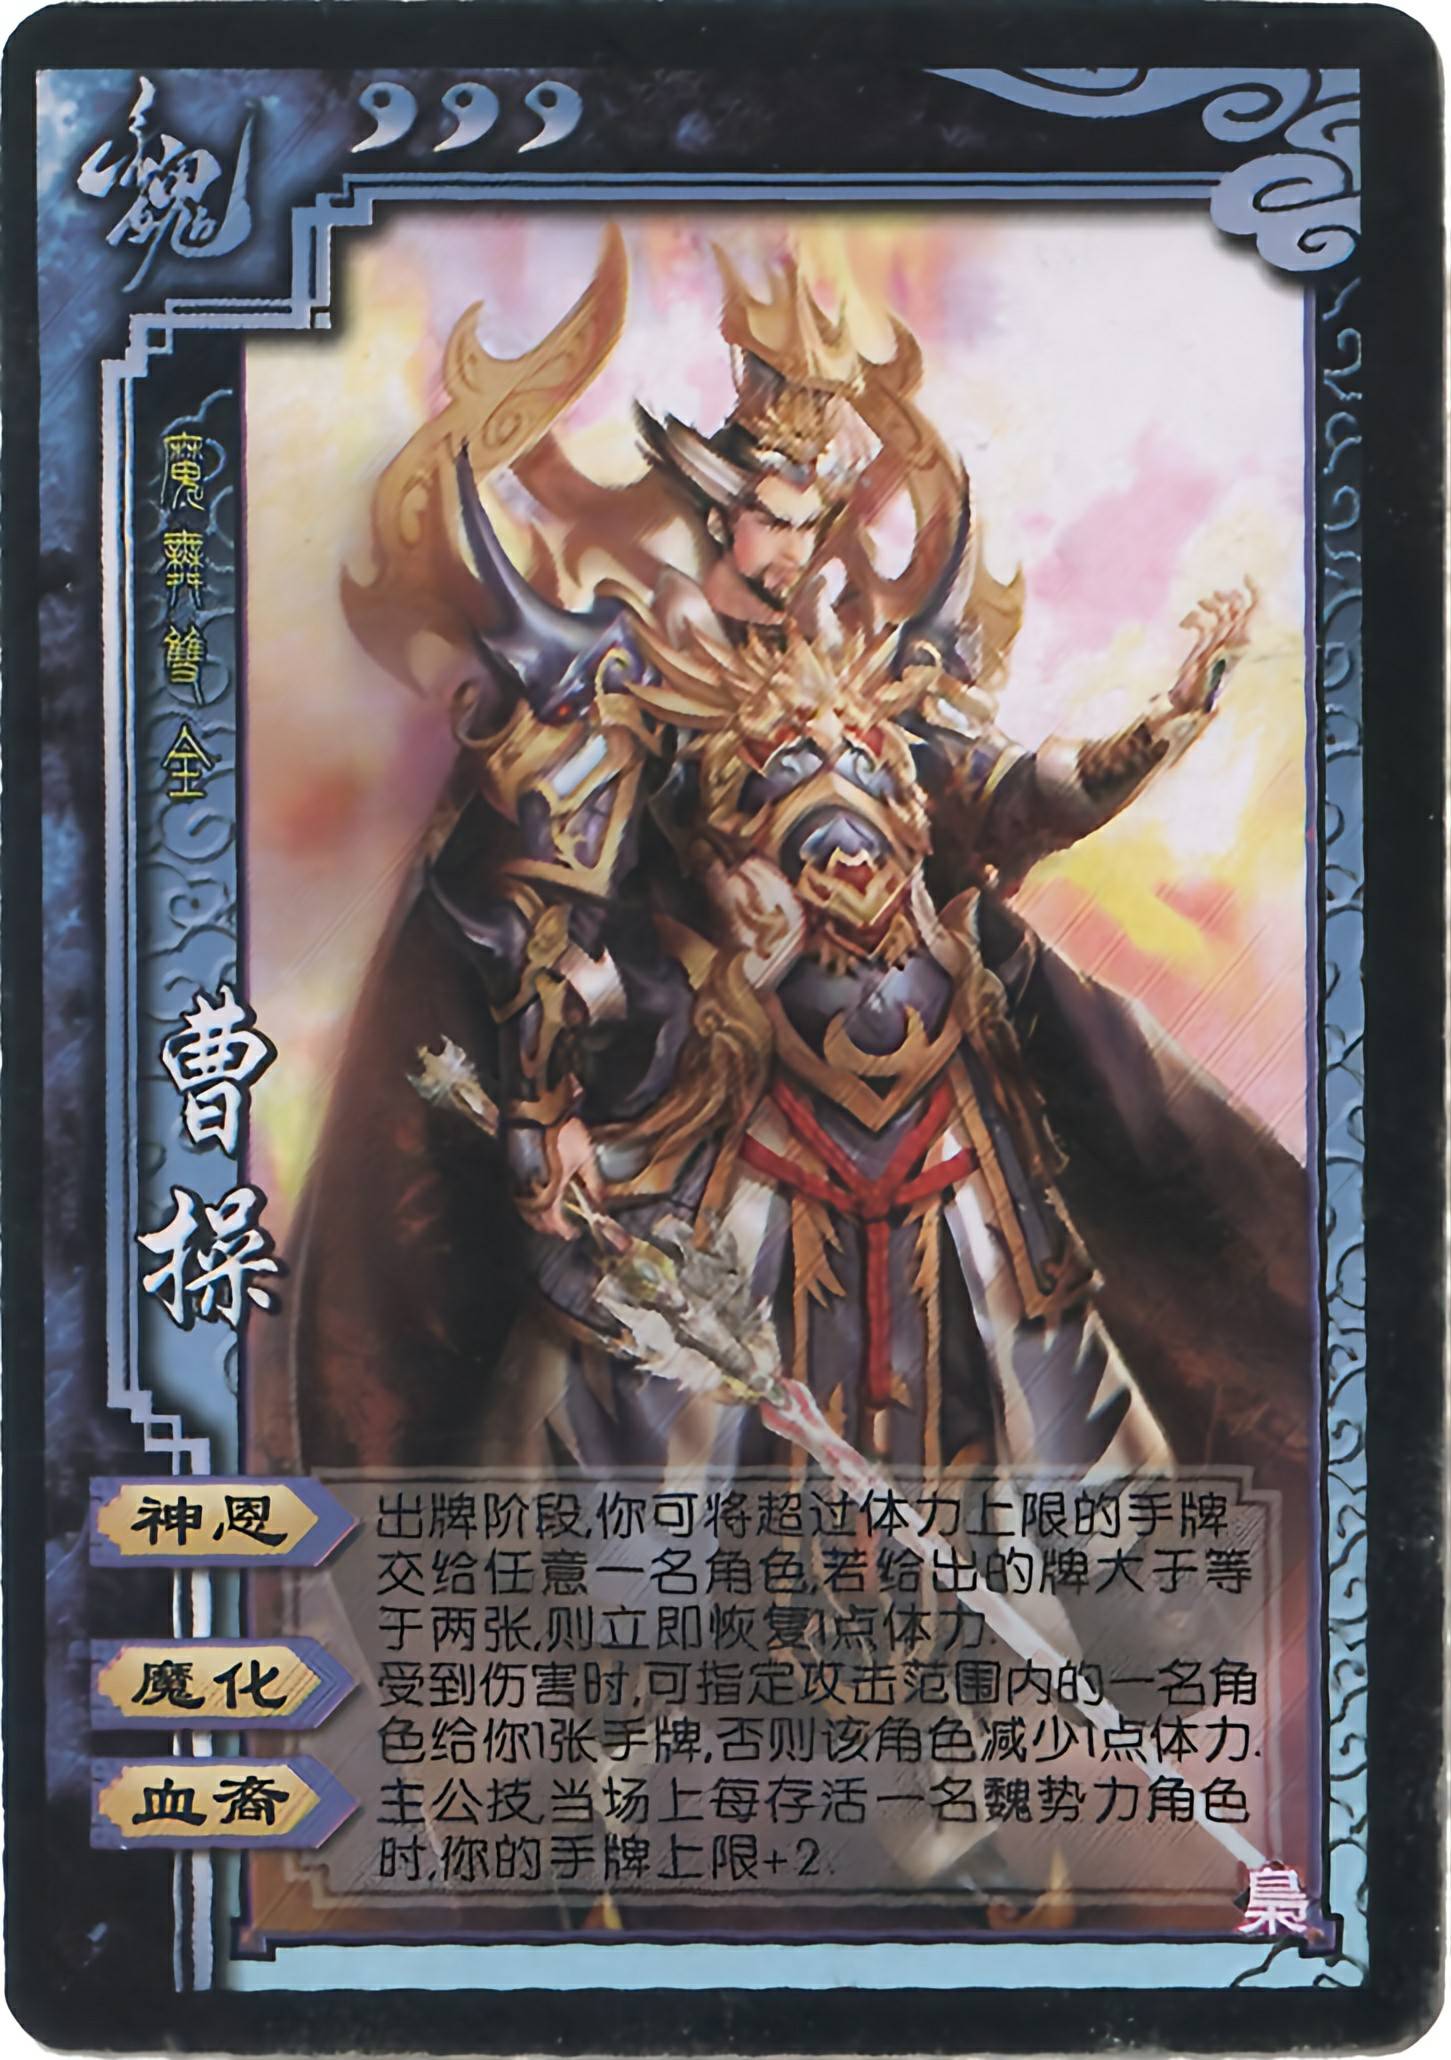 魏
魔舞雙全
曹操
神恩
出牌阶段,你可将超过体力上限的手牌
交给任意一名角色,若给出的牌大于等
于两张,则立即恢复1点体力.
魔化
受到伤害时,可指定攻击范围内的一名角
色给你1张手牌,否则该角色减少1点体力.
血裔
主公技,当场上每存活一名魏势力角色
时,你的手牌上限+2.
枭